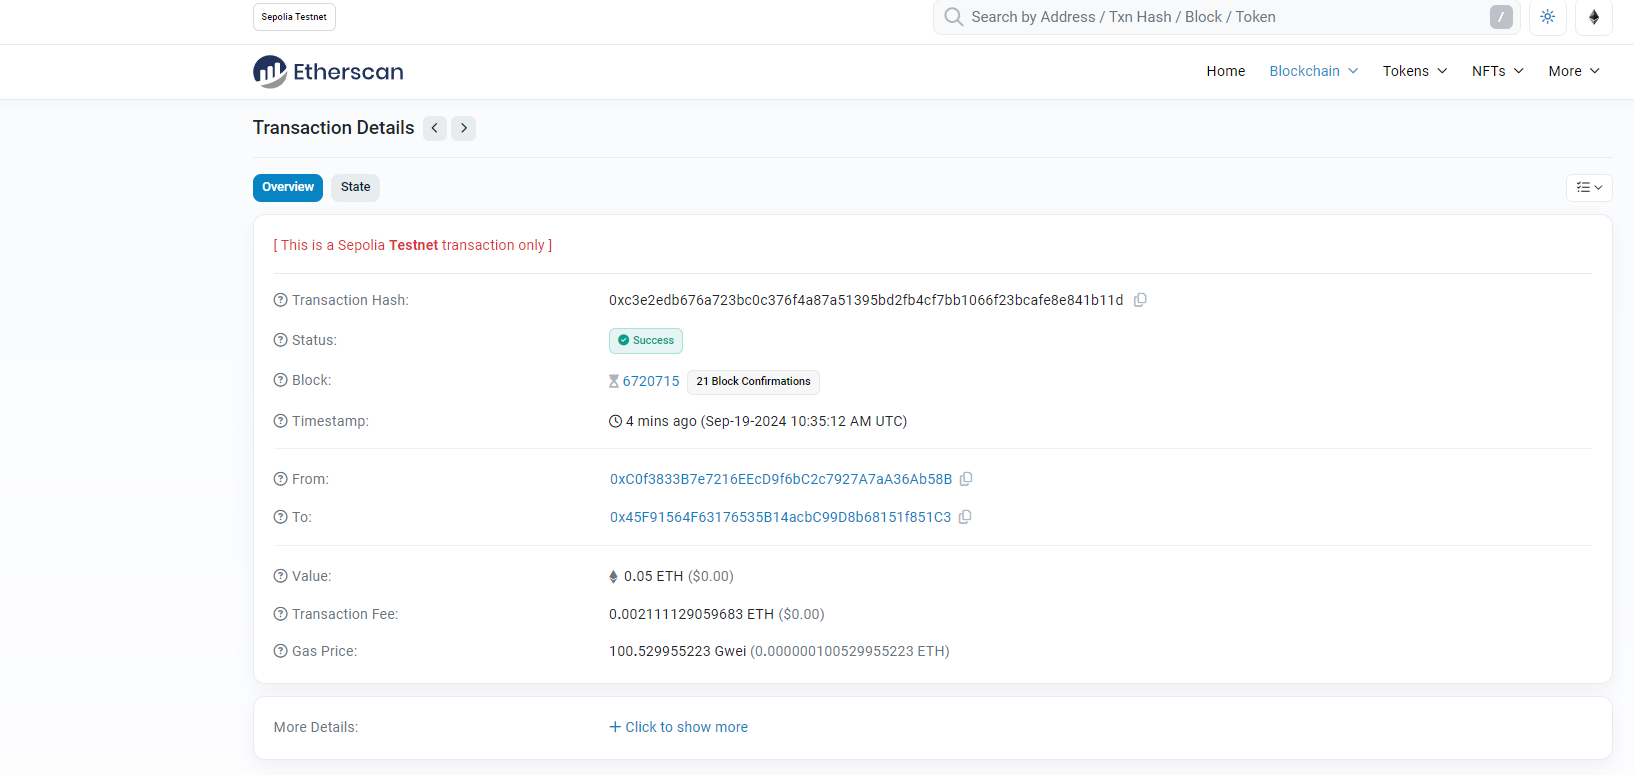 Sepolia Testnet
Search by Address / Txn Hash / Block / Token /
Etherscan
Home Blockchain Tokens NFTs More
Transaction Details
Overview State
[ This is a Sepolia Testnet transaction only ]
Transaction Hash: 0xc3e2edb676a723bc0c376f4a87a51395bd2fb4cf7bb1066f23bcafe8e841b11d
Status: Success
Block: 6720715 21 Block Confirmations
Timestamp: 4 mins ago (Sep-19-2024 10:35:12 AM UTC)
From: 0xC0f3833B7e7216EEcD9f6bC2c7927A7aA36Ab58B
To: 0x45F91564F63176535B14acbC99D8b68151f851C3
Value: 0.05 ETH ($0.00)
Transaction Fee: 0.002111129059683 ETH ($0.00)
Gas Price: 100.529955223 Gwei (0.000000100529955223 ETH)
More Details: Click to show more